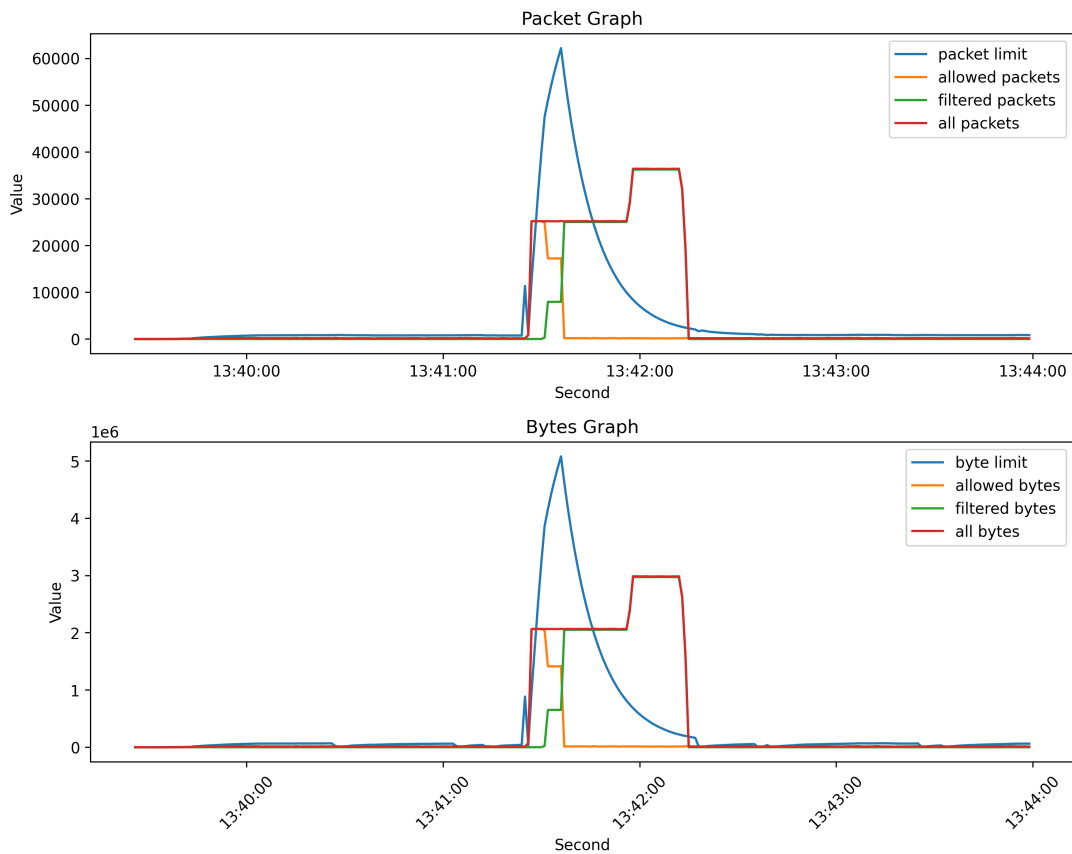 Packet Graph
60000
50000
40000
30000
20000
10000
0
Value
packet limit
allowed packets
filtered packets
all packets
13:40:00 13:41:00 13:42:00 13:43:00 13:44:00
Second
Bytes Graph
1e6
5
4
3
2
1
0
Value
byte limit
allowed bytes
filtered bytes
all bytes
13:40:00 13:41:00 13:42:00 13:43:00 13:44:00
Second